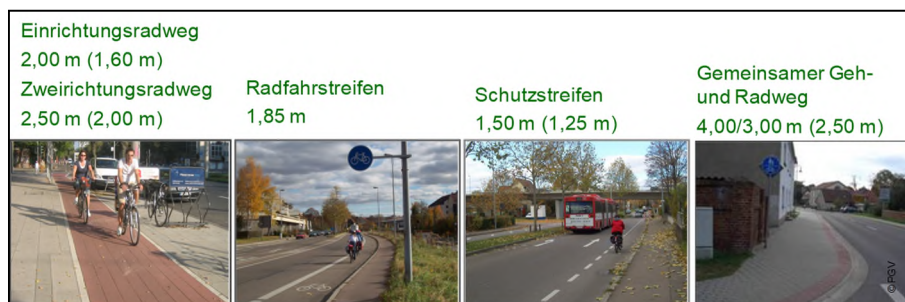 Einrichtungsradweg
2,00 m (1,60 m)
Zweirichtungsradweg
2,50 m (2,00 m)
Radfahrstreifen
1,85 m
Schutzstreifen
1,50 m (1,25 m)
Gemeinsamer Geh-
und Radweg
4,00/3,00 m (2,50 m)
©PGV